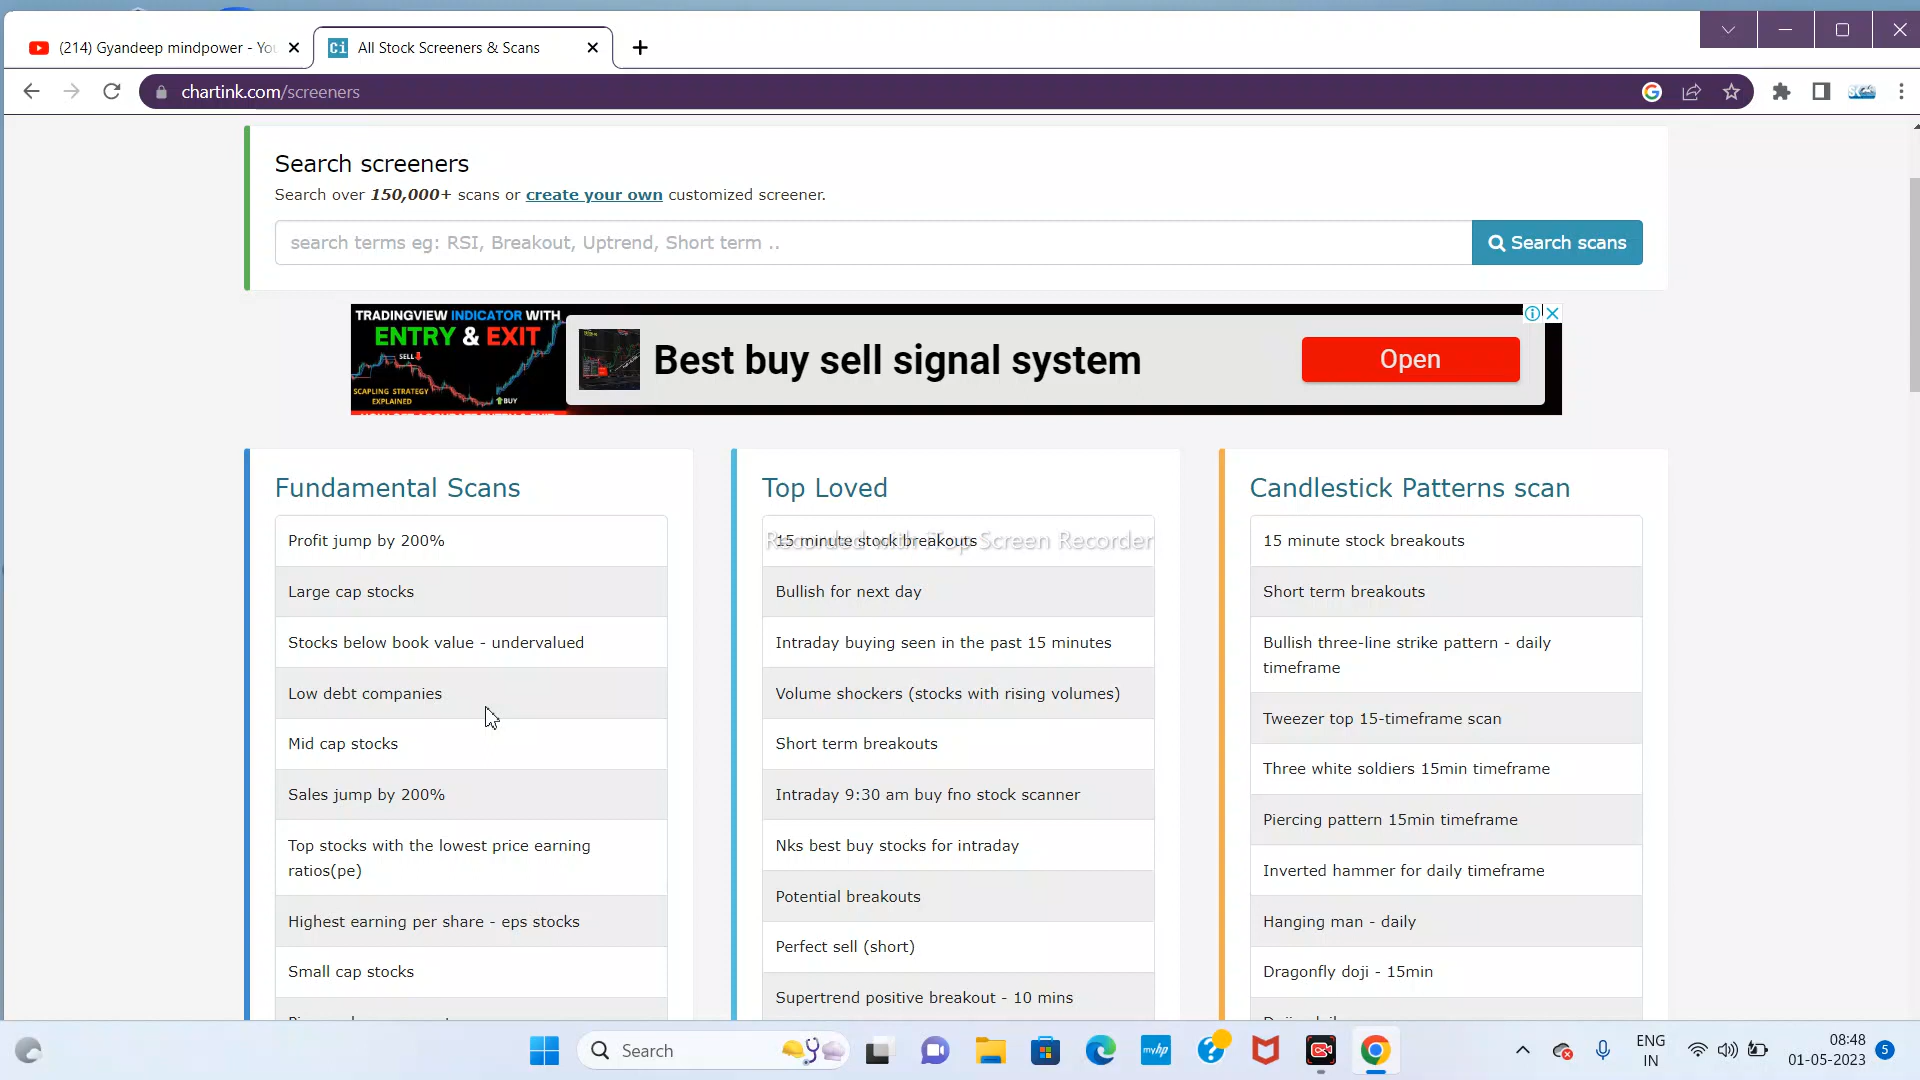 (214) Gyandeep mindpower - You
All Stock Screeners & Scans
chartink.com/screeners
Search screeners
Search over 150,000+ scans or create your own customized screener.
search terms eg: RSI, Breakout, Uptrend, Short term ..
Search scans
TRADINGVIEW INDICATOR WITH
ENTRY & EXIT
SELL
SCAPLING STRATEGY
EXPLAINED
BUY
Best buy sell signal system
Open
Fundamental Scans
Profit jump by 200%
Large cap stocks
Stocks below book value - undervalued
Low debt companies
Mid cap stocks
Sales jump by 200%
Top stocks with the lowest price earning
ratios(pe)
Highest earning per share - eps stocks
Small cap stocks
Top Loved
15 minute stock breakouts
Recorded with iTop Screen Recorder
Bullish for next day
Intraday buying seen in the past 15 minutes
Volume shockers (stocks with rising volumes)
Short term breakouts
Intraday 9:30 am buy fno stock scanner
Nks best buy stocks for intraday
Potential breakouts
Perfect sell (short)
Supertrend positive breakout - 10 mins
Candlestick Patterns scan
15 minute stock breakouts
Short term breakouts
Bullish three-line strike pattern - daily
timeframe
Tweezer top 15-timeframe scan
Three white soldiers 15min timeframe
Piercing pattern 15min timeframe
Inverted hammer for daily timeframe
Hanging man - daily
Dragonfly doji - 15min
Search
myhp
ENG
IN
08:48
01-05-2023
5